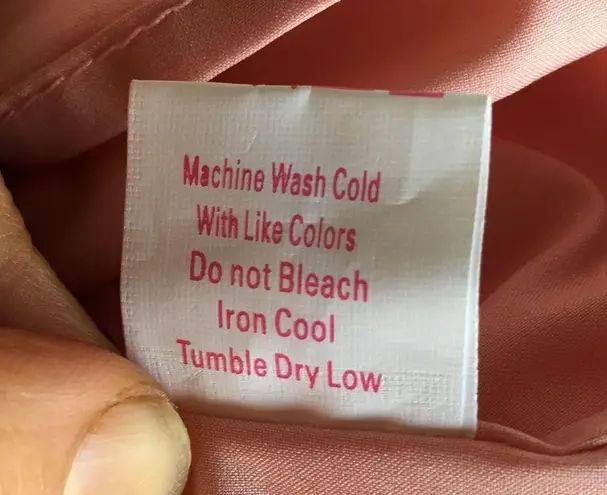 Machine Wash Cold
With Like Colors
Do not Bleach
Iron Cool
Tumble Dry Low